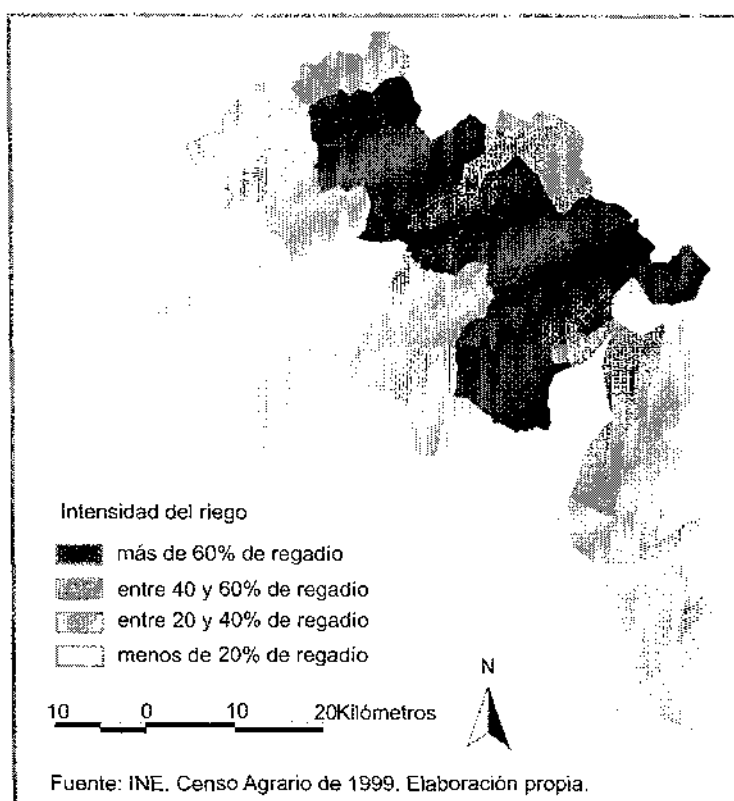 Intensidad del riego
más de 60% de regadío
entre 40 y 60% de regadío
entre 20 y 40% de regadío
menos de 20% de regadío
N
10 0 10 20Kilómetros
Fuente: INE. Censo Agrario de 1999. Elaboración propia.